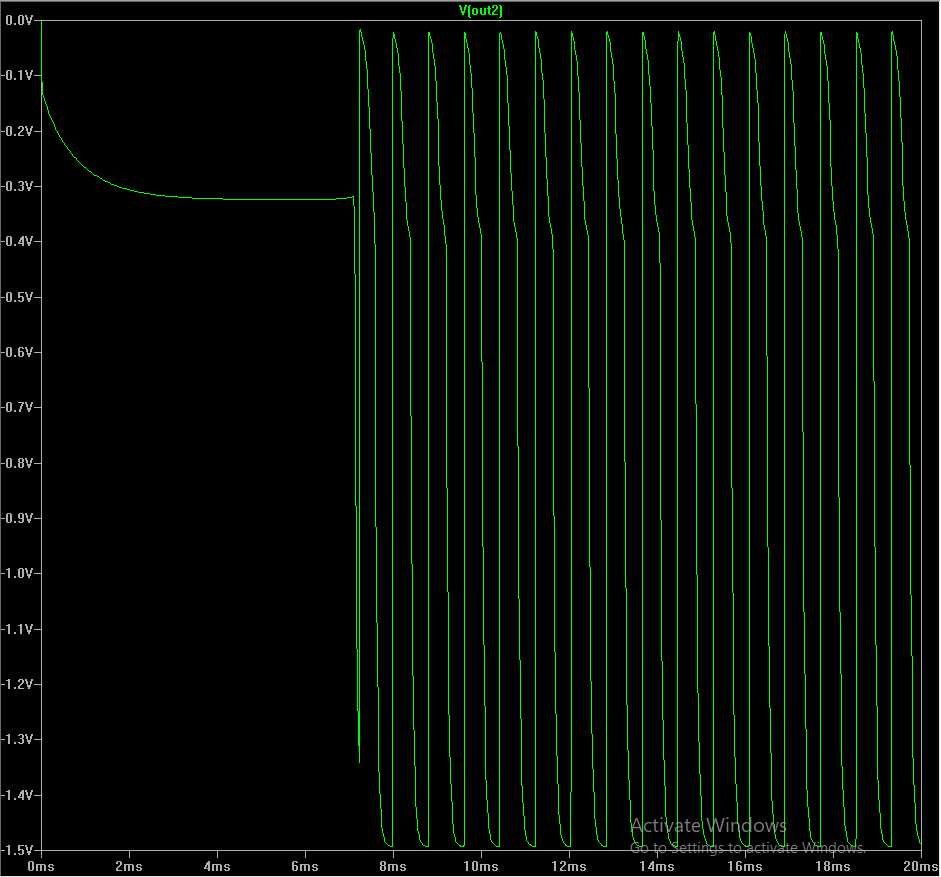 V(out2)
0.0V
-0.1V
-0.2V
-0.3V
-0.4V
-0.5V
-0.6V
-0.7V
-0.8V
-0.9V
-1.0V
-1.1V
-1.2V
-1.3V
-1.4V
-1.5V
0ms 2ms 4ms 6ms 8ms 10ms 12ms 14ms 16ms 18ms 20ms
Activate Windows
Go to Settings to activate Windows.